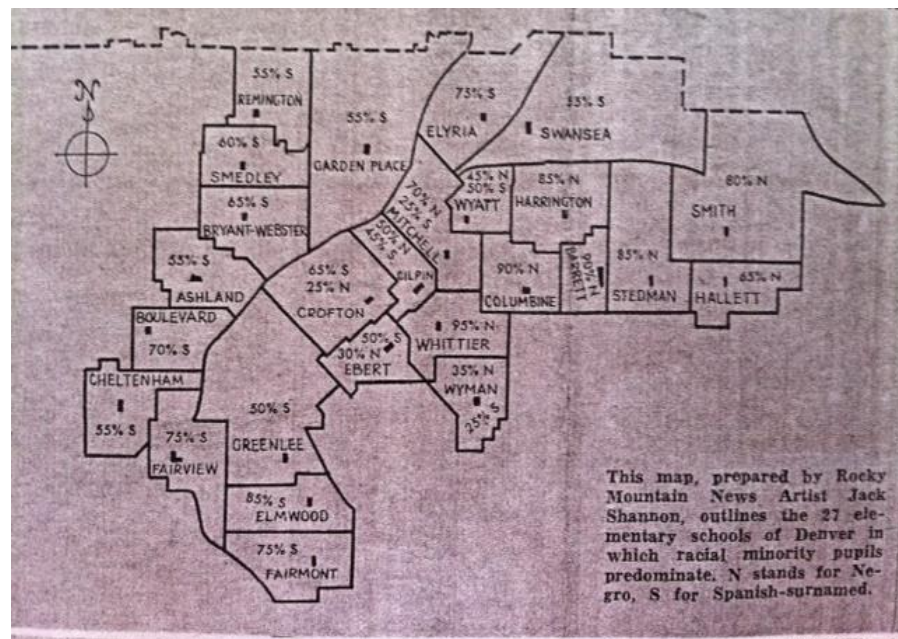 N
55% S
REMINGTON
60% S
SMEDLEY
65% S
BRYANT-WEBSTER
55% S
GARDEN PLACE
75% S
ELYRIA
55% S
SWANSEA
45% N
50% S
WYATT
85% N
HARRINGTON
80% N
SMITH
70% N
25% S
MITCHELL
50% N
45% S
GILPIN
55% S
ASHLAND
65% S
25% N
CROFTON
90% N
COLUMBINE
90% N
BARRETT
85% N
STEDMAN
65% N
HALLETT
BOULEVARD
70% S
50% S
30% N
EBERT
95% N
WHITTIER
35% N
WYMAN
25% S
CHELTENHAM
55% S
75% S
FAIRVIEW
50% S
GREENLEE
85% S
ELMWOOD
75% S
FAIRMONT
This map, prepared by Rocky
Mountain News Artist Jack
Shannon, outlines the 27 ele-
mentary schools of Denver in
which racial minority pupils
predominate. N stands for Ne-
gro, S for Spanish-surnamed.